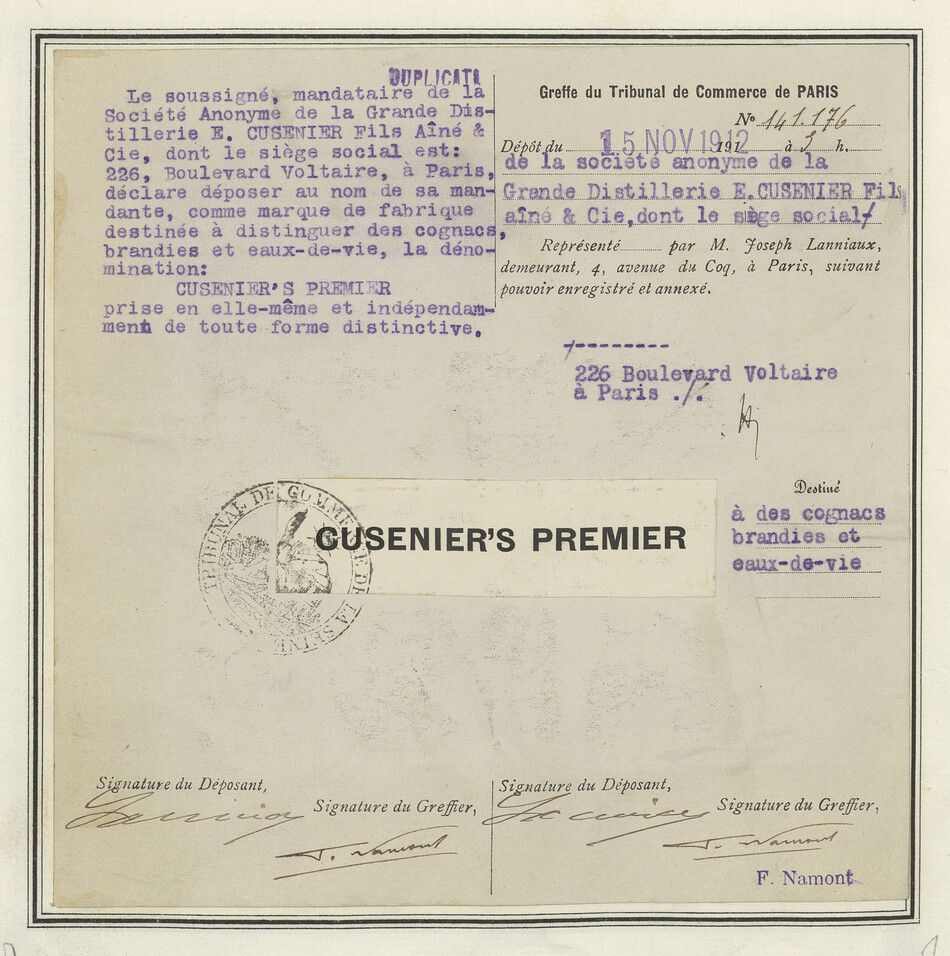 DUPLICATA
Le soussigné, mandataire de la
Société Anonyme de la Grande Dis-
tillerie E. CUSENIER Fils Aîné &
Cie, dont le siège social est:
226, Boulevard Voltaire, à Paris,
déclare déposer au nom de sa man-
dante, comme marque de fabrique
destinée à distinguer des cognacs,
brandies et eaux-de-vie, la déno-
mination:
CUSENIER'S PREMIER
prise en elle-même et indépendam-
ment de toute forme distinctive.
Greffe du Tribunal de Commerce de PARIS
No 141.176
Dépôt du 15 NOV 1912 191 à 3 h.
de la société anonyme de la
Grande Distillerie E.CUSENIER Fils
aîné & Cie,dont le siège social/
Représenté par M. Joseph Lanniaux,
demeurant, 4, avenue du Coq, à Paris, suivant
pouvoir enregistré et annexé.
/---------
226 Boulevard Voltaire
à Paris ./.
TRIBUNAL DE COMMERCE DE LA SEINE
CUSENIER'S PREMIER
Destiné
à des cognacs
brandies et
eaux-de-vie
Signature du Déposant,
Signature du Greffier,
F. Namont
Signature du Déposant,
Signature du Greffier,
F. Namont
F. Namont